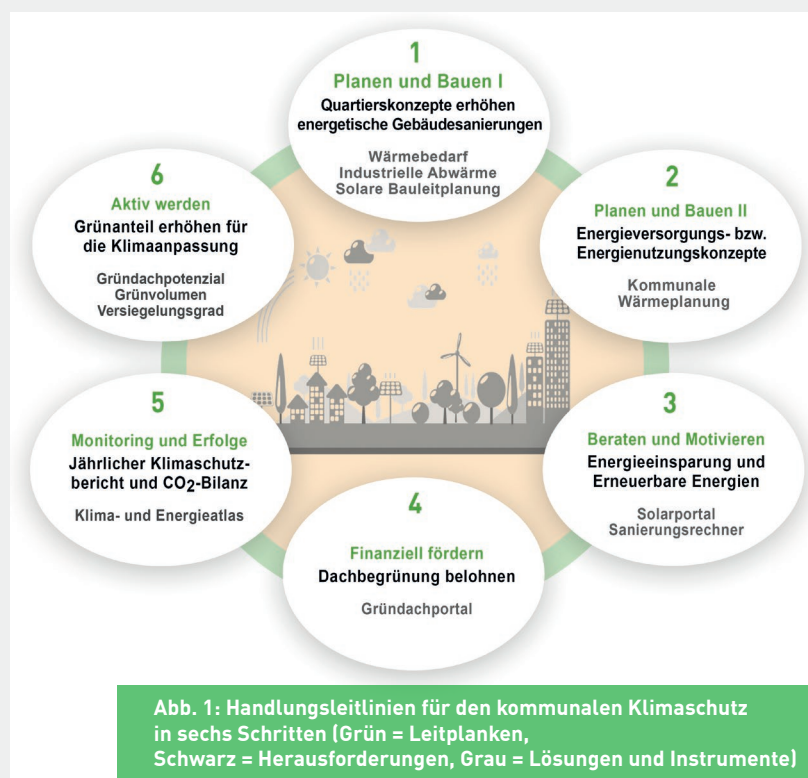 1
Planen und Bauen I
Quartierskonzepte erhöhen
energetische Gebäudesanierungen
Wärmebedarf
Industrielle Abwärme
Solare Bauleitplanung
2
Planen und Bauen II
Energieversorgungs- bzw.
Energienutzungskonzepte
Kommunale
Wärmeplanung
3
Beraten und Motivieren
Energieeinsparung und
Erneuerbare Energien
Solarportal
Sanierungsrechner
4
Finanziell fördern
Dachbegrünung belohnen
Gründachportal
5
Monitoring und Erfolge
Jährlicher Klimaschutz-
bericht und CO2-Bilanz
Klima- und Energieatlas
6
Aktiv werden
Grünanteil erhöhen für
die Klimaanpassung
Gründachpotenzial
Grünvolumen
Versiegelungsgrad
Abb. 1: Handlungsleitlinien für den kommunalen Klimaschutz
in sechs Schritten (Grün = Leitplanken,
Schwarz = Herausforderungen, Grau = Lösungen und Instrumente)